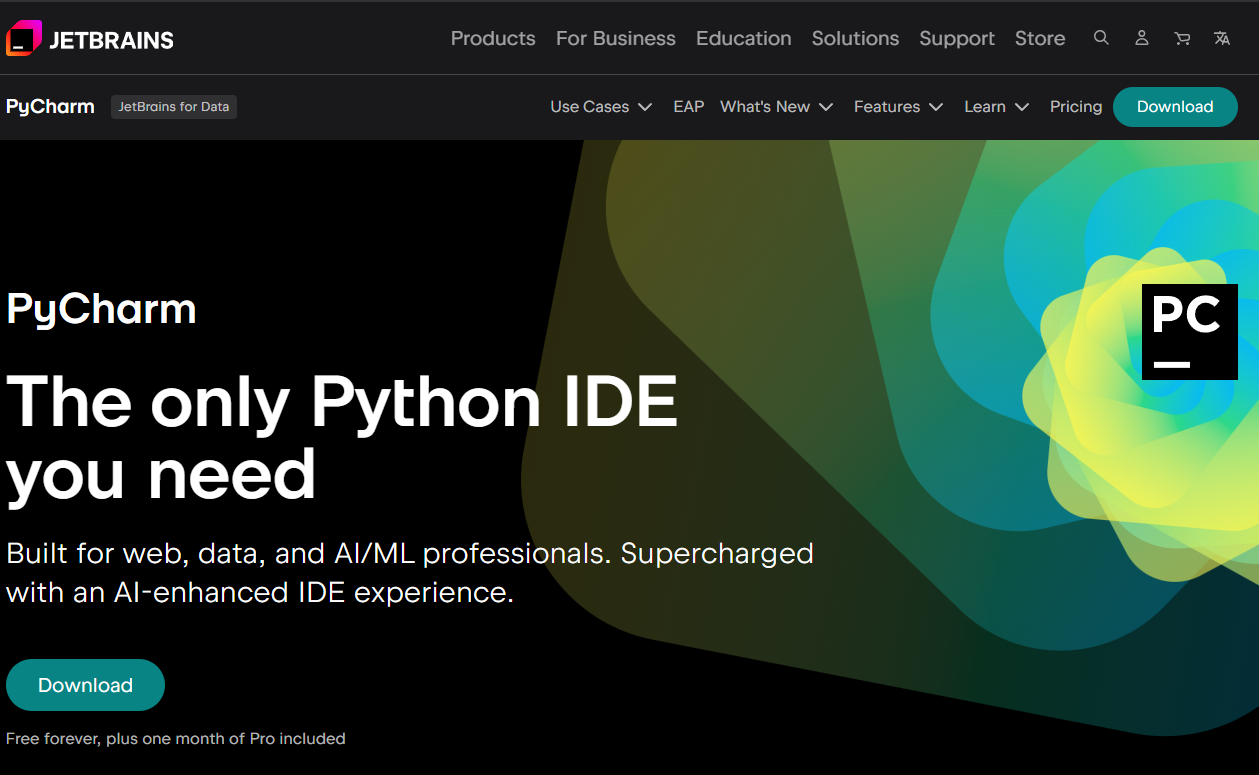 JETBRAINS
Products For Business Education Solutions Support Store
PyCharm JetBrains for Data
Use Cases EAP What's New Features Learn Pricing Download
PyCharm
PC
The only Python IDE
you need
Built for web, data, and AI/ML professionals. Supercharged
with an AI-enhanced IDE experience.
Download
Free forever, plus one month of Pro included